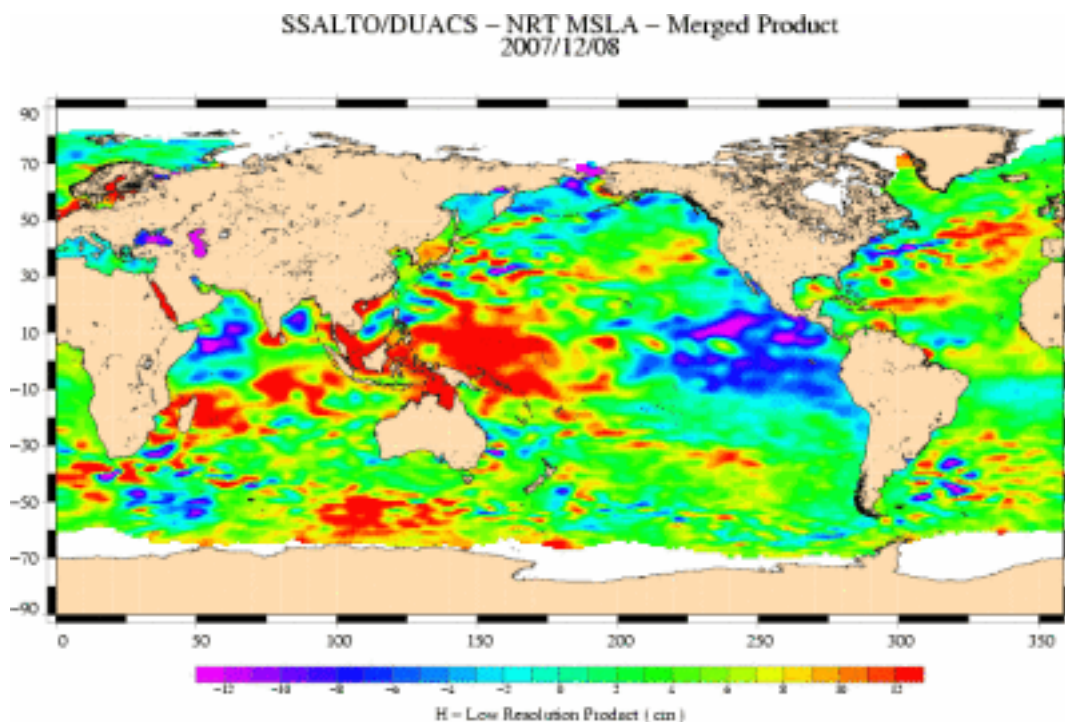 SSALTO/DUACS – NRT MSLA – Merged Product
2007/12/08
90
70
50
30
10
−10
−30
−50
−70
−90
0 50 100 150 200 250 300 350
−12 −10 −8 −6 −4 −2 0 2 4 6 8 10 12
H – Low Resolution Product ( cm )